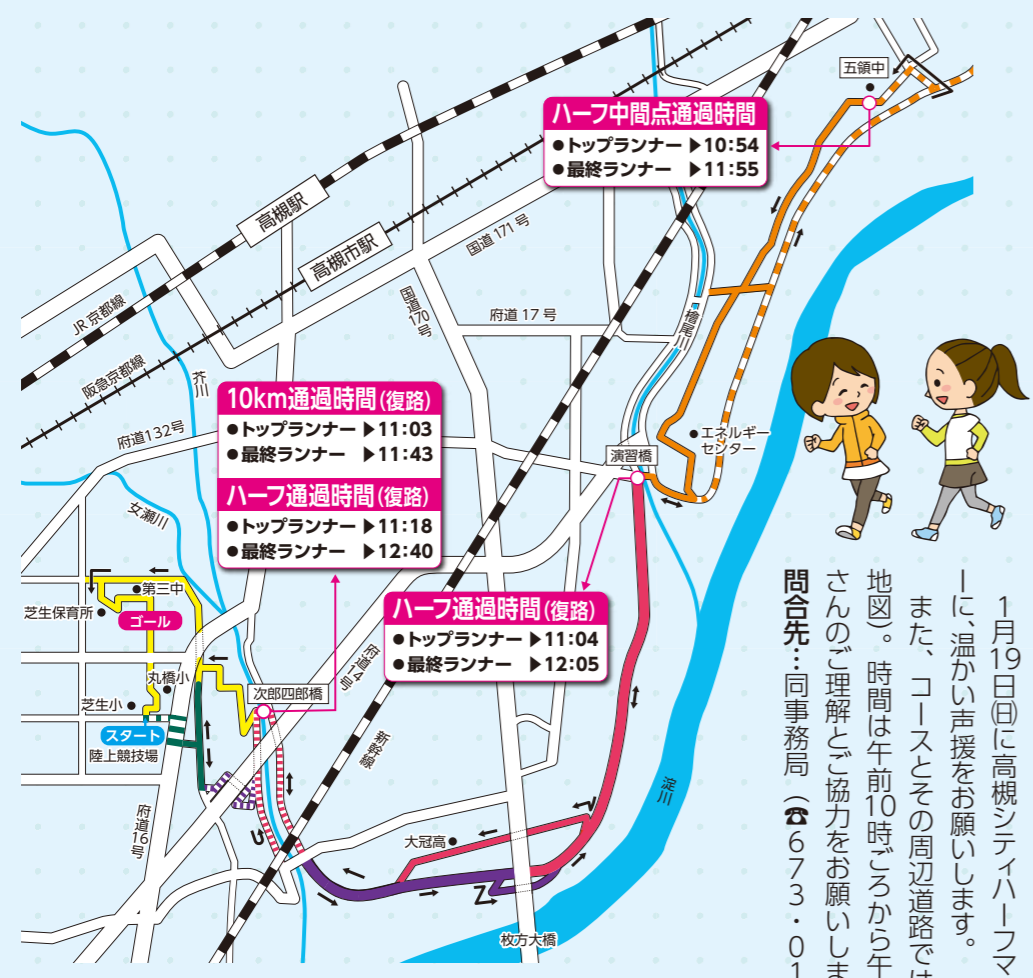 五領中
ハーフ中間点通過時間
●トップランナー ▶10:54
●最終ランナー ▶11:55
高槻駅
高槻市駅
国道171号
JR京都線
阪急京都線
国道170号
府道17号
檜尾川
芥川
10km通過時間(復路)
●トップランナー ▶11:03
●最終ランナー ▶11:43
ハーフ通過時間(復路)
●トップランナー ▶11:18
●最終ランナー ▶12:40
府道132号
●エネルギー
センター
演習橋
女瀬川
●第三中
芝生保育所●
ゴール
ハーフ通過時間(復路)
●トップランナー ▶11:04
●最終ランナー ▶12:05
府道14号
丸橋小
次郎四郎橋
芝生小●
スタート
陸上競技場
新幹線
府道16号
淀川
大冠高●
枚方大橋
1月19日㈰に高槻シティハーフマ
ーに、温かい声援をお願いします。
また、コースとその周辺道路では
地図)。時間は午前10時ごろから午
さんのご理解とご協力をお願いしま
問合先…同事務局(☎673・01